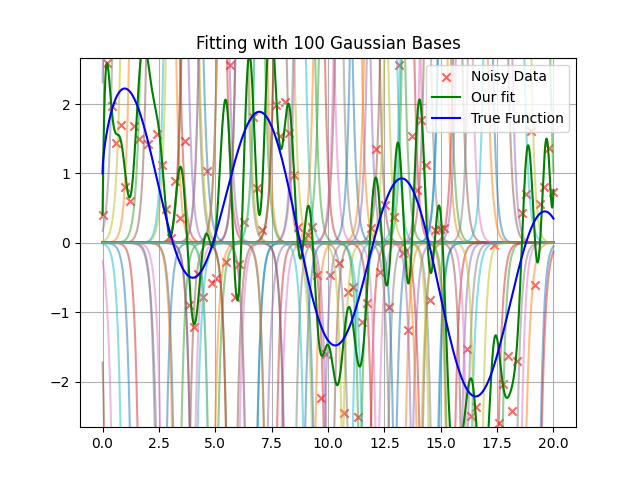 Fitting with 100 Gaussian Bases
Noisy Data
Our fit
True Function
2
1
0
−1
−2
0.0 2.5 5.0 7.5 10.0 12.5 15.0 17.5 20.0